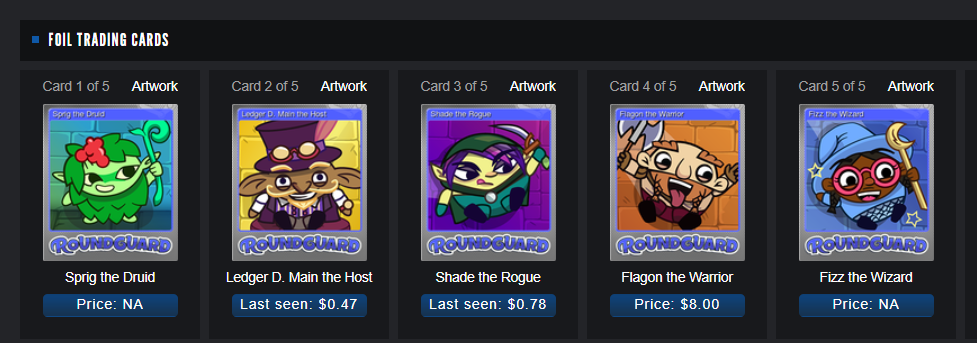 FOIL TRADING CARDS
Card 1 of 5 Artwork
Sprig the Druid
ROUNDGUARD
Sprig the Druid
Price: NA
Card 2 of 5 Artwork
Ledger D. Main the Host
ROUNDGUARD
Ledger D. Main the Host
Last seen: $0.47
Card 3 of 5 Artwork
Shade the Rogue
ROUNDGUARD
Shade the Rogue
Last seen: $0.78
Card 4 of 5 Artwork
Flagon the Warrior
ROUNDGUARD
Flagon the Warrior
Price: $8.00
Card 5 of 5 Artwork
Fizz the Wizard
ROUNDGUARD
Fizz the Wizard
Price: NA